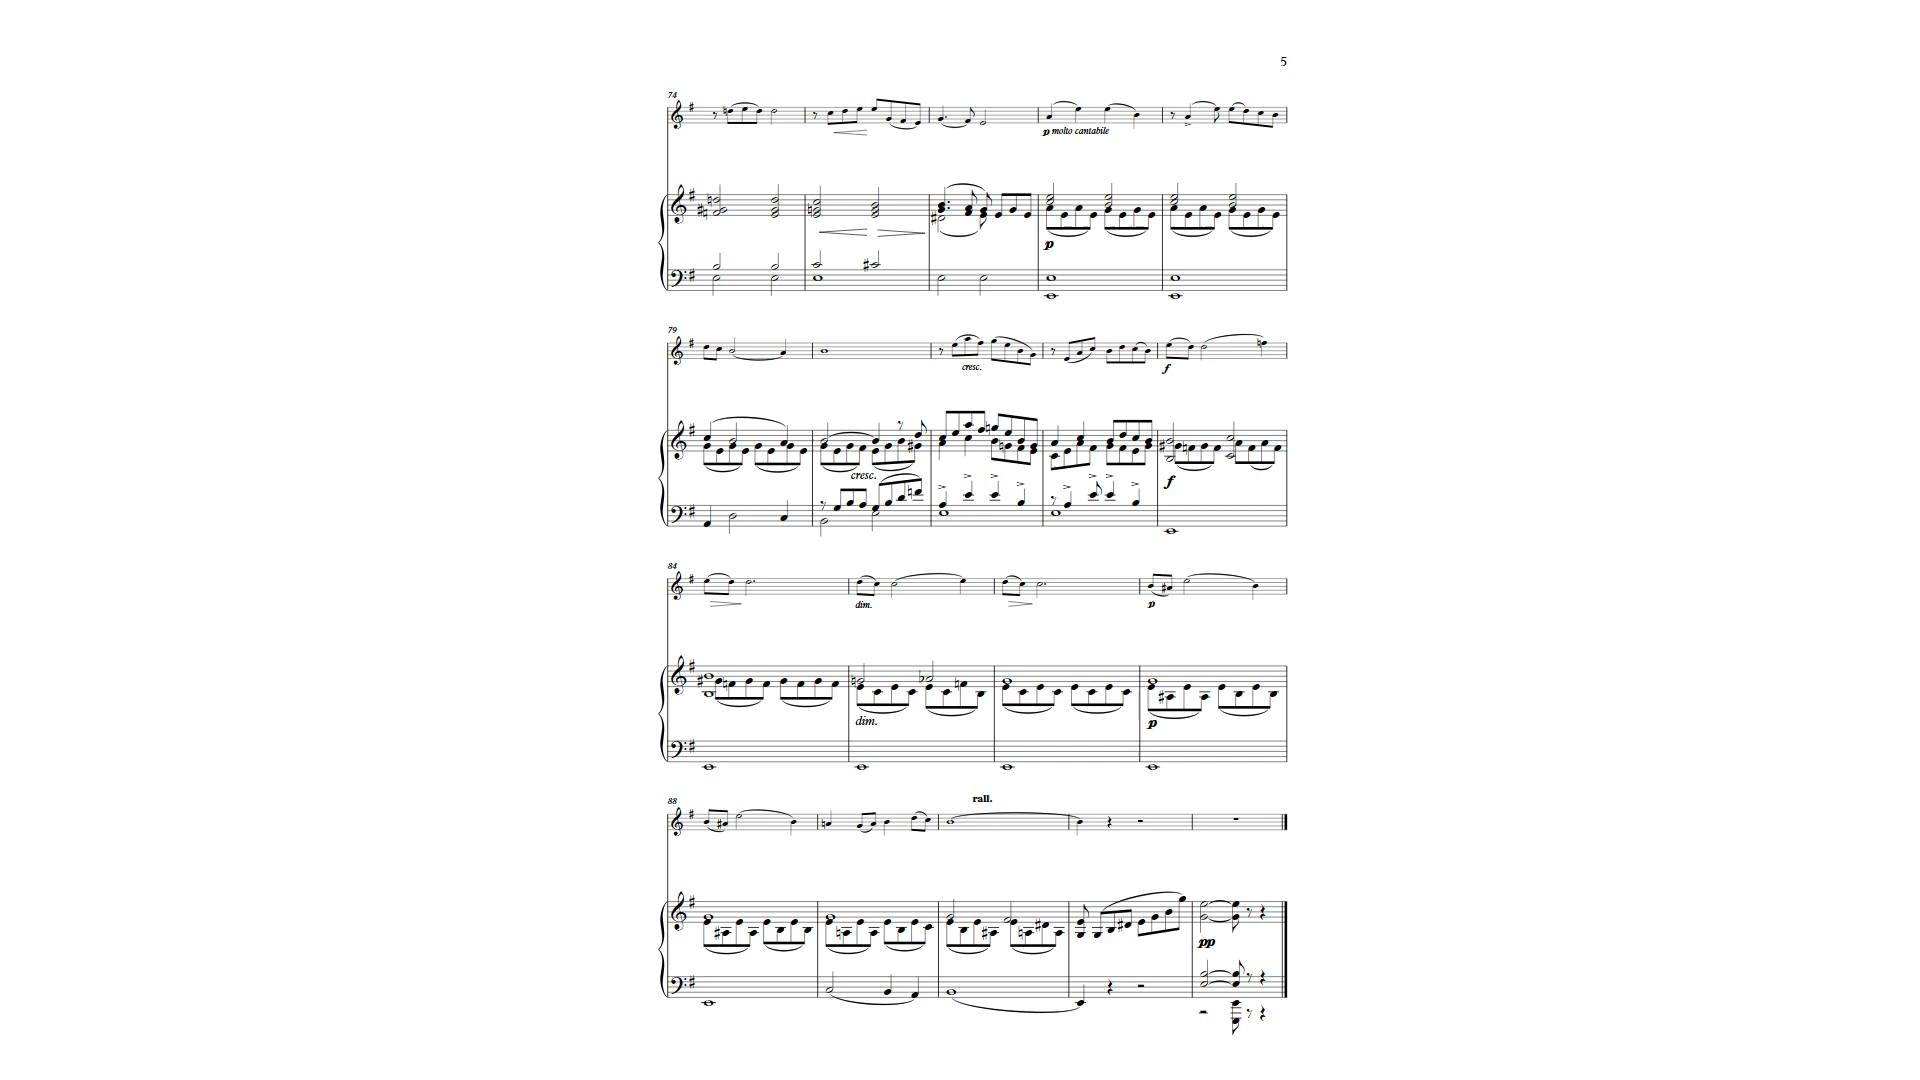 5
74
p molto cantabile
p
79
cresc.
f
cresc.
f
84
dim.
p
dim.
p
88
rall.
pp